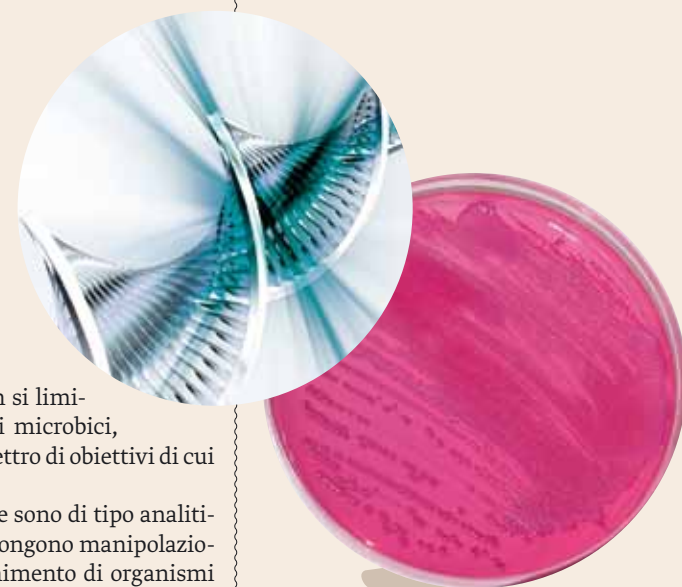 si limi-
i microbici,
ettro di obiettivi di cui
e sono di tipo analiti-
ongono manipolazio-
imento di organismi